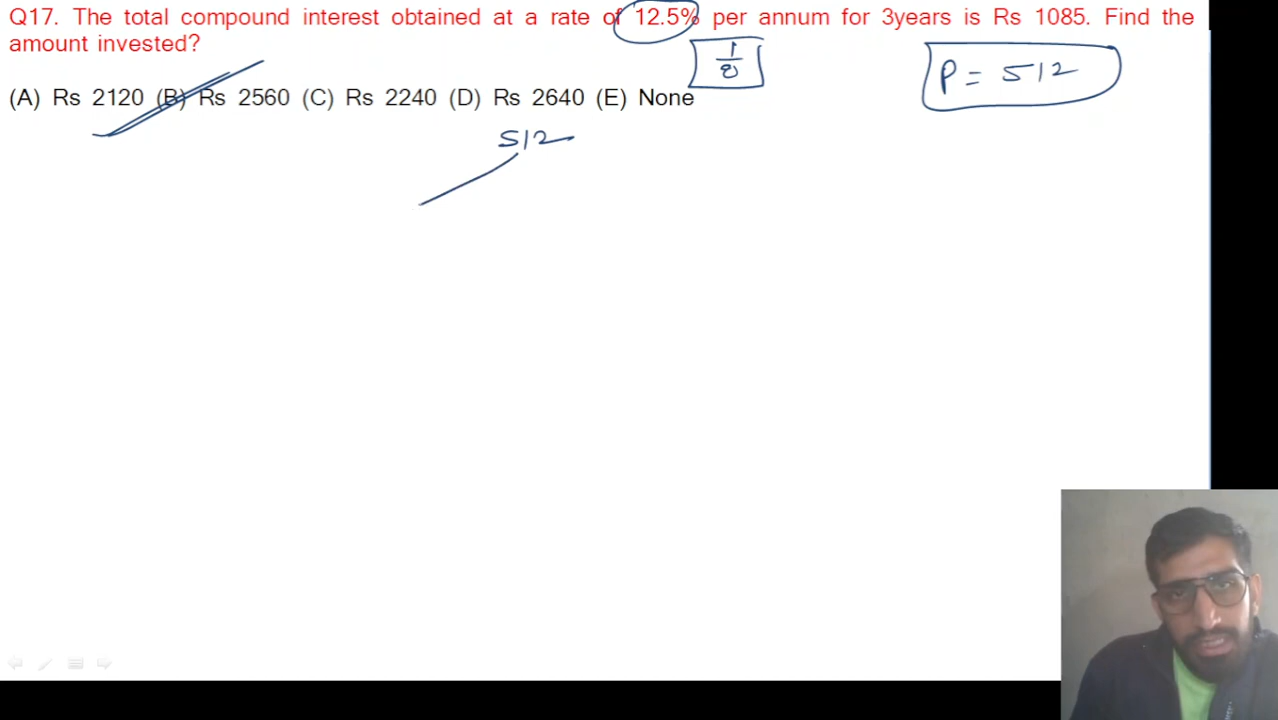 Q17. The total compound interest obtained at a rate of 12.5% per annum for 3years is Rs 1085. Find the
amount invested?
1/8
P = 512
(A) Rs 2120 (B) Rs 2560 (C) Rs 2240 (D) Rs 2640 (E) None
512